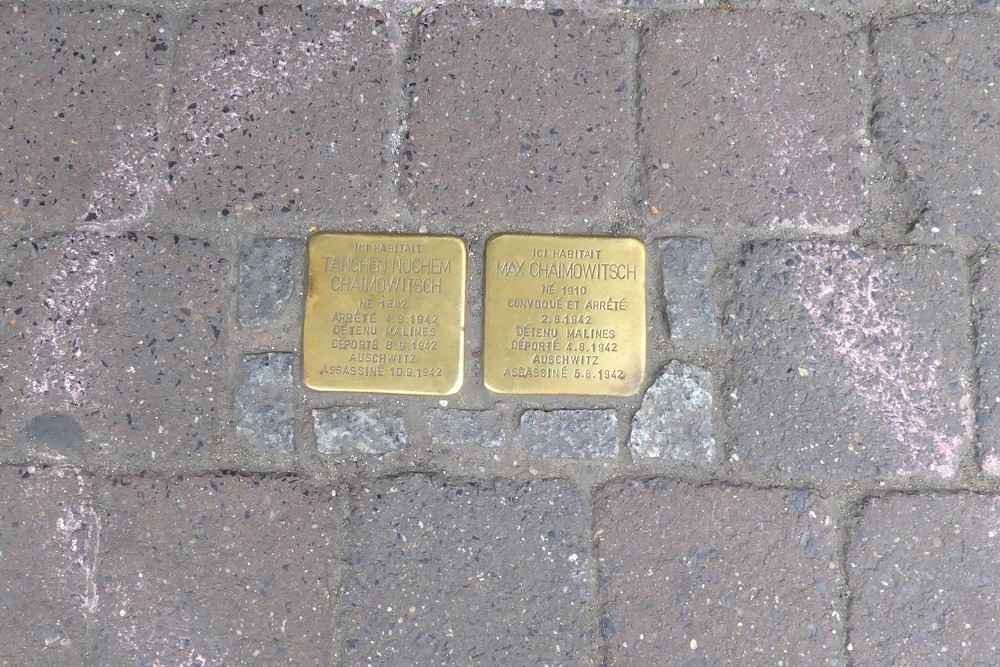 ICI HABITAIT
TANCHEN NUCHEM
CHAIMOWITSCH
NÉ 1882
ARRÊTÉ 4.9.1942
DÉTENU MALINES
DÉPORTÉ 8.9.1942
AUSCHWITZ
ASSASSINÉ 10.9.1942
ICI HABITAIT
MAX CHAIMOWITSCH
NÉ 1910
CONVOQUÉ ET ARRÊTÉ
2.8.1942
DÉTENU MALINES
DÉPORTÉ 4.8.1942
AUSCHWITZ
ASSASSINÉ 5.8.1942